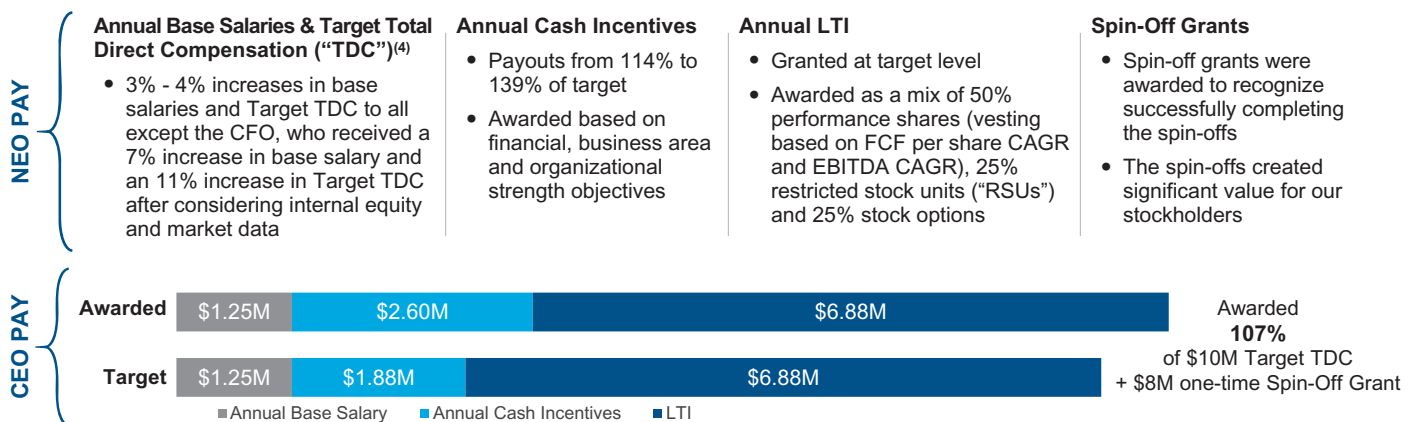 NEO PAY
Annual Base Salaries & Target Total
Direct Compensation (“TDC”)(4)
• 3% - 4% increases in base
salaries and Target TDC to all
except the CFO, who received a
7% increase in base salary and
an 11% increase in Target TDC
after considering internal equity
and market data
Annual Cash Incentives
• Payouts from 114% to
139% of target
• Awarded based on
financial, business area
and organizational
strength objectives
Annual LTI
• Granted at target level
• Awarded as a mix of 50%
performance shares (vesting
based on FCF per share CAGR
and EBITDA CAGR), 25%
restricted stock units (“RSUs”)
and 25% stock options
Spin-Off Grants
• Spin-off grants were
awarded to recognize
successfully completing
the spin-offs
• The spin-offs created
significant value for our
stockholders
CEO PAY
Awarded $1.25M $2.60M $6.88M
Target $1.25M $1.88M $6.88M
Annual Base Salary Annual Cash Incentives LTI
Awarded
107%
of $10M Target TDC
+ $8M one-time Spin-Off Grant